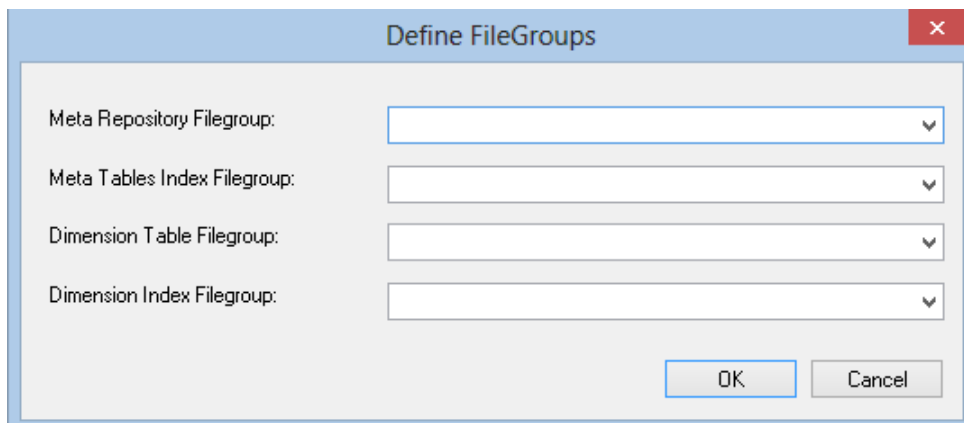 Define FileGroups
Meta Repository Filegroup:
Meta Tables Index Filegroup:
Dimension Table Filegroup:
Dimension Index Filegroup:
OK Cancel